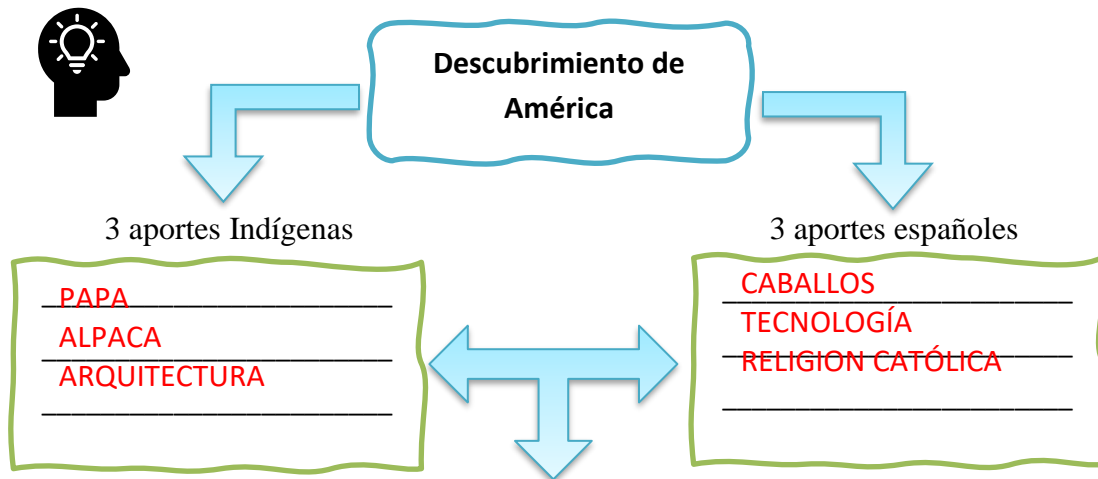 Descubrimiento de
América
3 aportes Indígenas
PAPA
ALPACA
ARQUITECTURA
3 aportes españoles
CABALLOS
TECNOLOGÍA
RELIGION CATÓLICA